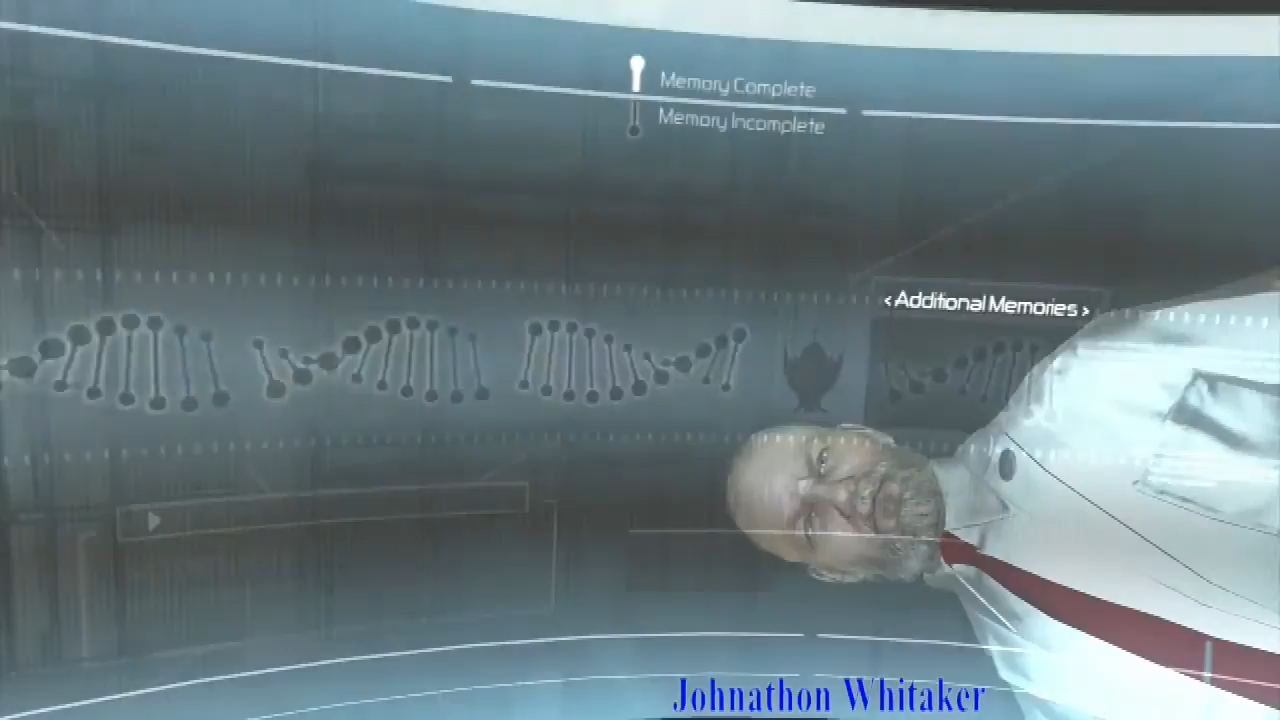 Memory Complete
Memory Incomplete
‹ Additional Memories ›
Johnathon Whitaker